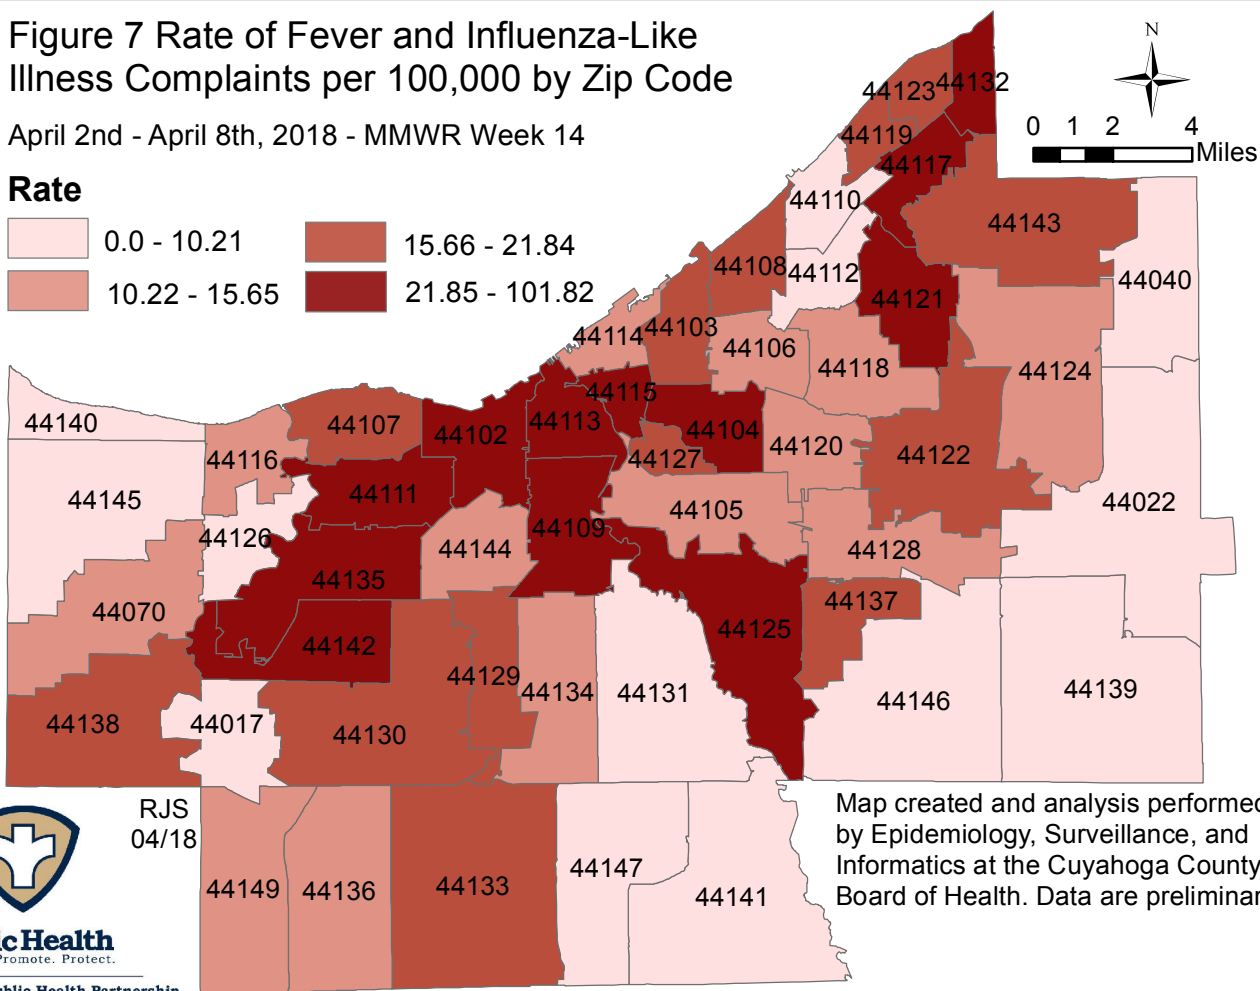 Figure 7 Rate of Fever and Influenza-Like
Illness Complaints per 100,000 by Zip Code
April 2nd - April 8th, 2018 - MMWR Week 14
Rate
0.0 - 10.21
15.66 - 21.84
10.22 - 15.65
21.85 - 101.82
N
0 1 2 4
Miles
44123
44132
44119
44117
44110
44143
44108
44112
44040
44121
44114
44103
44106
44118
44124
44115
44140
44107
44102
44113
44104
44120
44116
44127
44122
44145
44111
44105
44022
44126
44109
44144
44128
44135
44070
44137
44125
44142
44129
44134
44131
44139
44146
44138
44017
44130
RJS
04/18
Map created and analysis performed
by Epidemiology, Surveillance, and
Informatics at the Cuyahoga County
Board of Health. Data are preliminar
44147
44149
44136
44133
44141
ic Health
Promote. Protect.
ublic Health Partnership